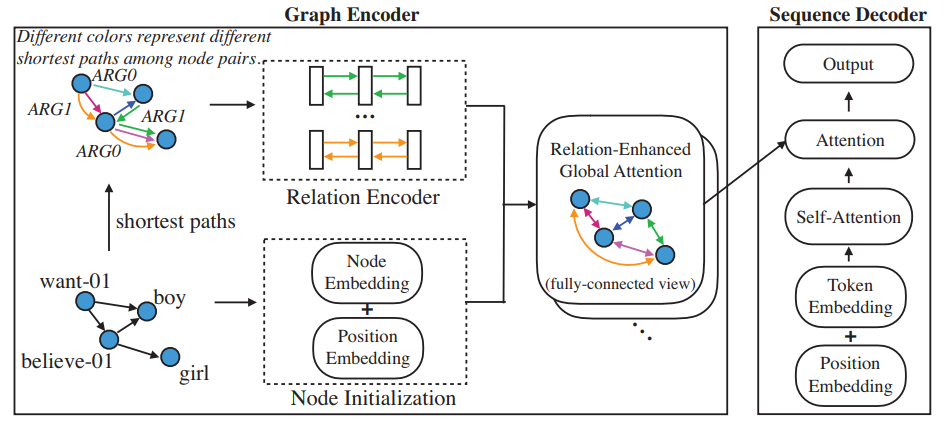 Graph Encoder
Different colors represent different
shortest paths among node pairs.
ARG0
ARG1
ARG1
ARG0
shortest paths
want-01
boy
believe-01
girl
...
Relation Encoder
Node
Embedding
+
Position
Embedding
Node Initialization
Relation-Enhanced
Global Attention
(fully-connected view)
...
Sequence Decoder
Output
Attention
Self-Attention
Token
Embedding
+
Position
Embedding